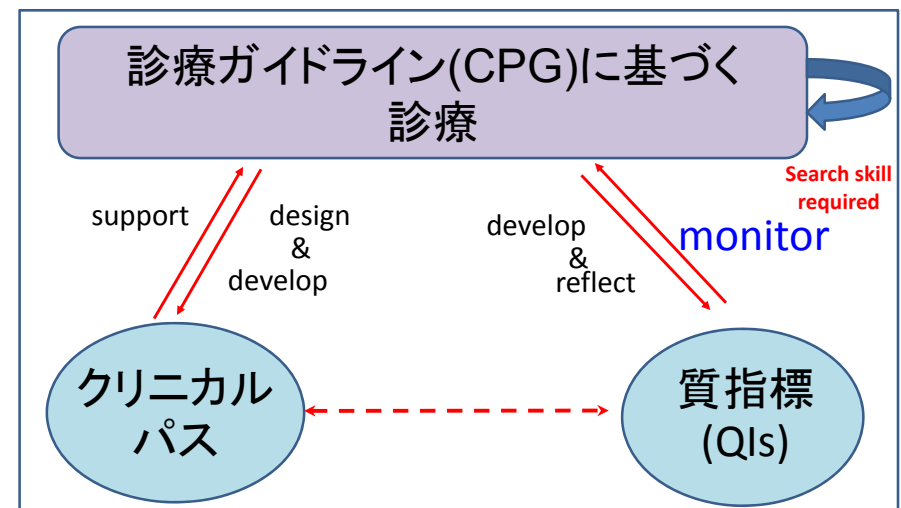 診療ガイドライン(CPG)に基づく
診療
Search skill
required
support
design
&
develop
develop
&
reflect
monitor
クリニカル
パス
質指標
(QIs)